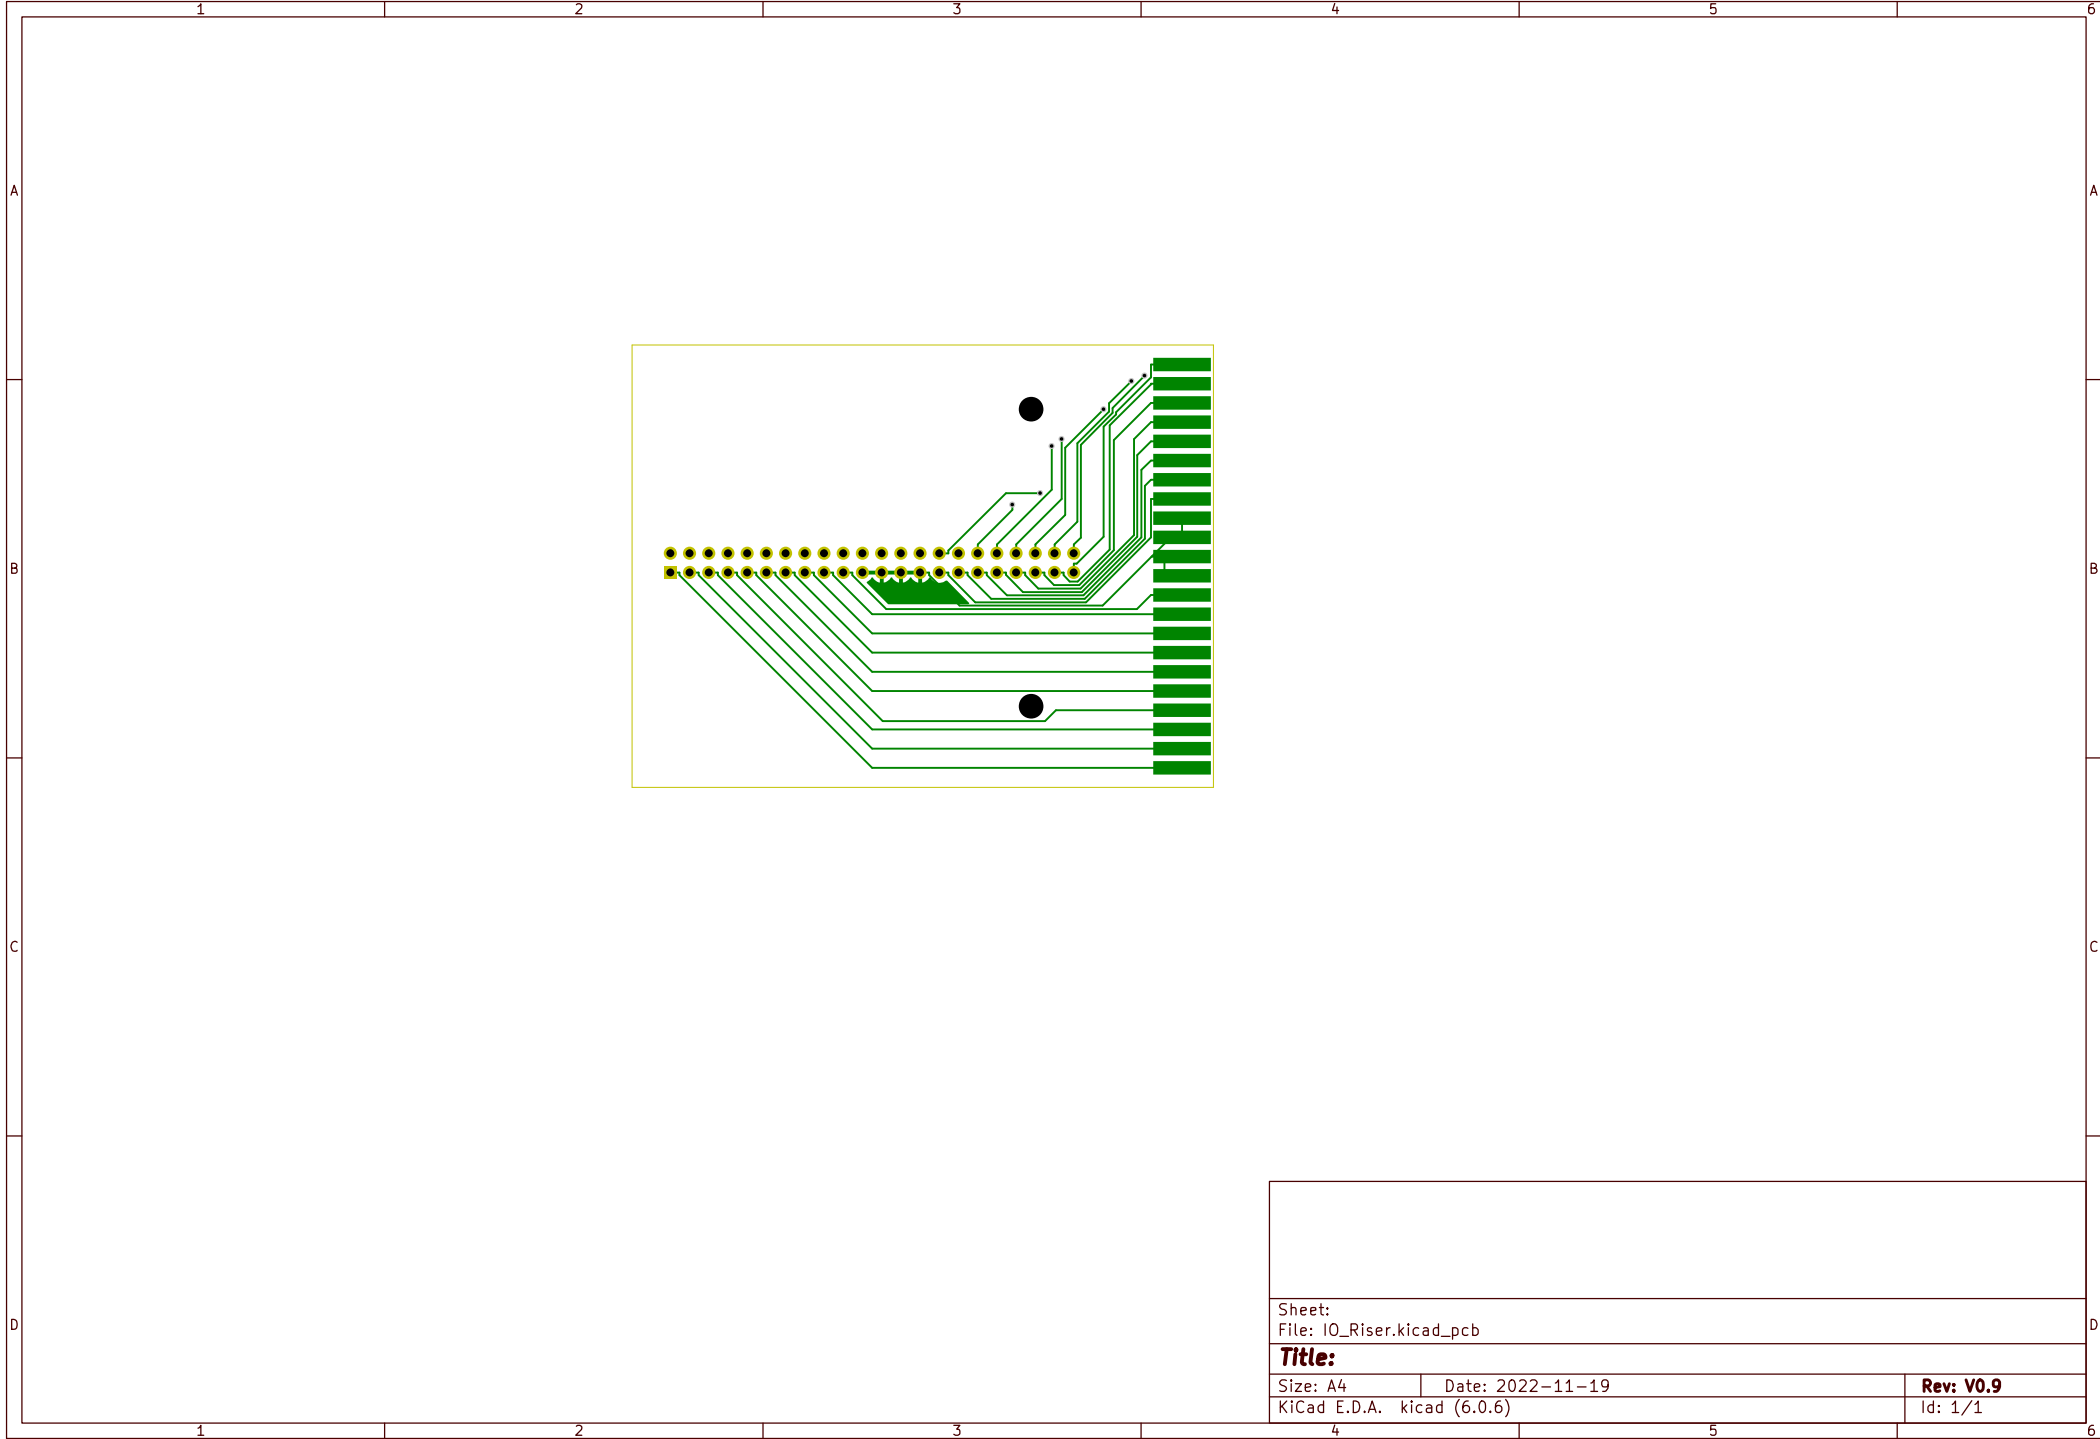 1 2 3 4 5 6
A A
B B
C C
D D
Sheet:
File: IO_Riser.kicad_pcb
Title:
Size: A4 Date: 2022-11-19 Rev: V0.9
KiCad E.D.A. kicad (6.0.6) Id: 1/1
1 2 3 4 5 6